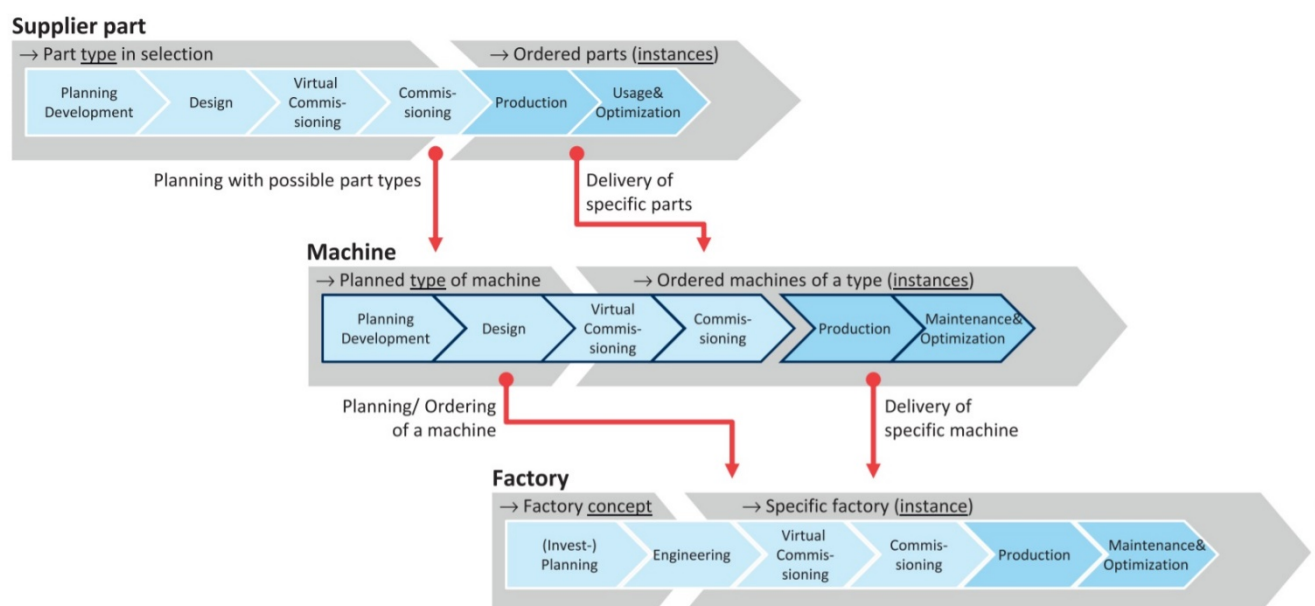 Supplier part
→ Part type in selection
→ Ordered parts (instances)
Planning
Development
Design
Virtual
Commis-
sioning
Commis-
sioning
Production
Usage&
Optimization
Planning with possible part types
Delivery of
specific parts
Machine
→ Planned type of machine
→ Ordered machines of a type (instances)
Planning
Development
Design
Virtual
Commis-
sioning
Commis-
sioning
Production
Maintenance&
Optimization
Planning/ Ordering
of a machine
Delivery of
specific machine
Factory
→ Factory concept
→ Specific factory (instance)
(Invest-)
Planning
Engineering
Virtual
Commis-
sioning
Commis-
sioning
Production
Maintenance&
Optimization